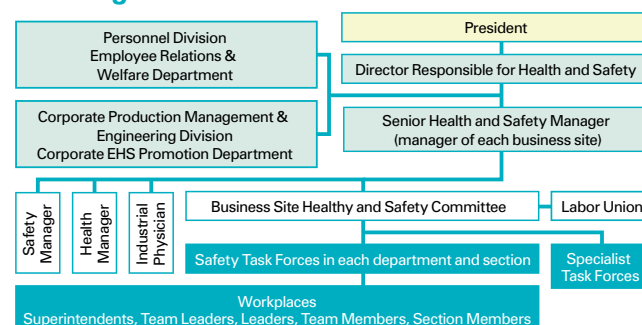 President
Personnel Division
Employee Relations &
Welfare Department
Director Responsible for Health and Safety
Corporate Production Management &
Engineering Division
Corporate EHS Promotion Department
Senior Health and Safety Manager
(manager of each business site)
Safety
Manager
Health
Manager
Industrial
Physician
Business Site Healthy and Safety Committee
Labor Union
Safety Task Forces in each department and section
Specialist
Task Forces
Workplaces
Superintendents, Team Leaders, Leaders, Team Members, Section Members